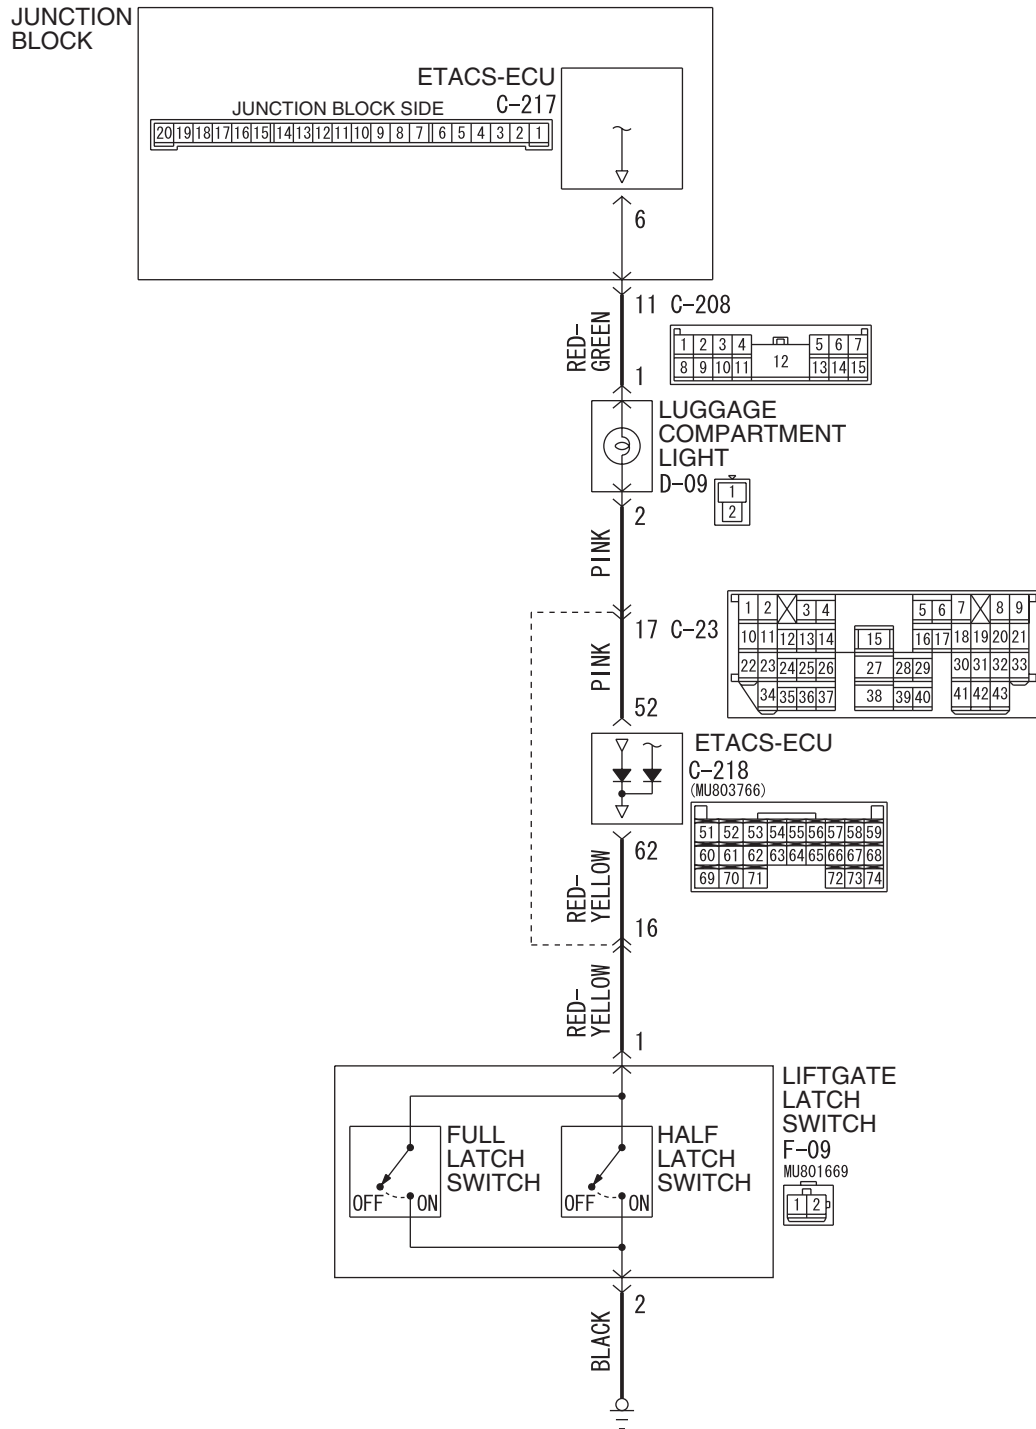 JUNCTION
BLOCK
ETACS-ECU
JUNCTION BLOCK SIDE C-217
20 19 18 17 16 15 14 13 12 11 10 9 8 7 6 5 4 3 2 1
6
11 C-208
RED-
GREEN
1 2 3 4 5 6 7
12
8 9 10 11 13 14 15
1
LUGGAGE
COMPARTMENT
LIGHT
D-09
1
2
2
PINK
17 C-23
1 2 3 4 5 6 7 8 9
10 11 12 13 14 15 16 17 18 19 20 21
22 23 24 25 26 27 28 29 30 31 32 33
34 35 36 37 38 39 40 41 42 43
PINK
52
ETACS-ECU
C-218
(MU803766)
51 52 53 54 55 56 57 58 59
60 61 62 63 64 65 66 67 68
69 70 71 72 73 74
62
RED-
YELLOW
16
RED-
YELLOW
1
LIFTGATE
LATCH
SWITCH
F-09
MU801669
1 2
FULL
LATCH
SWITCH
OFF ON
HALF
LATCH
SWITCH
OFF ON
2
BLACK